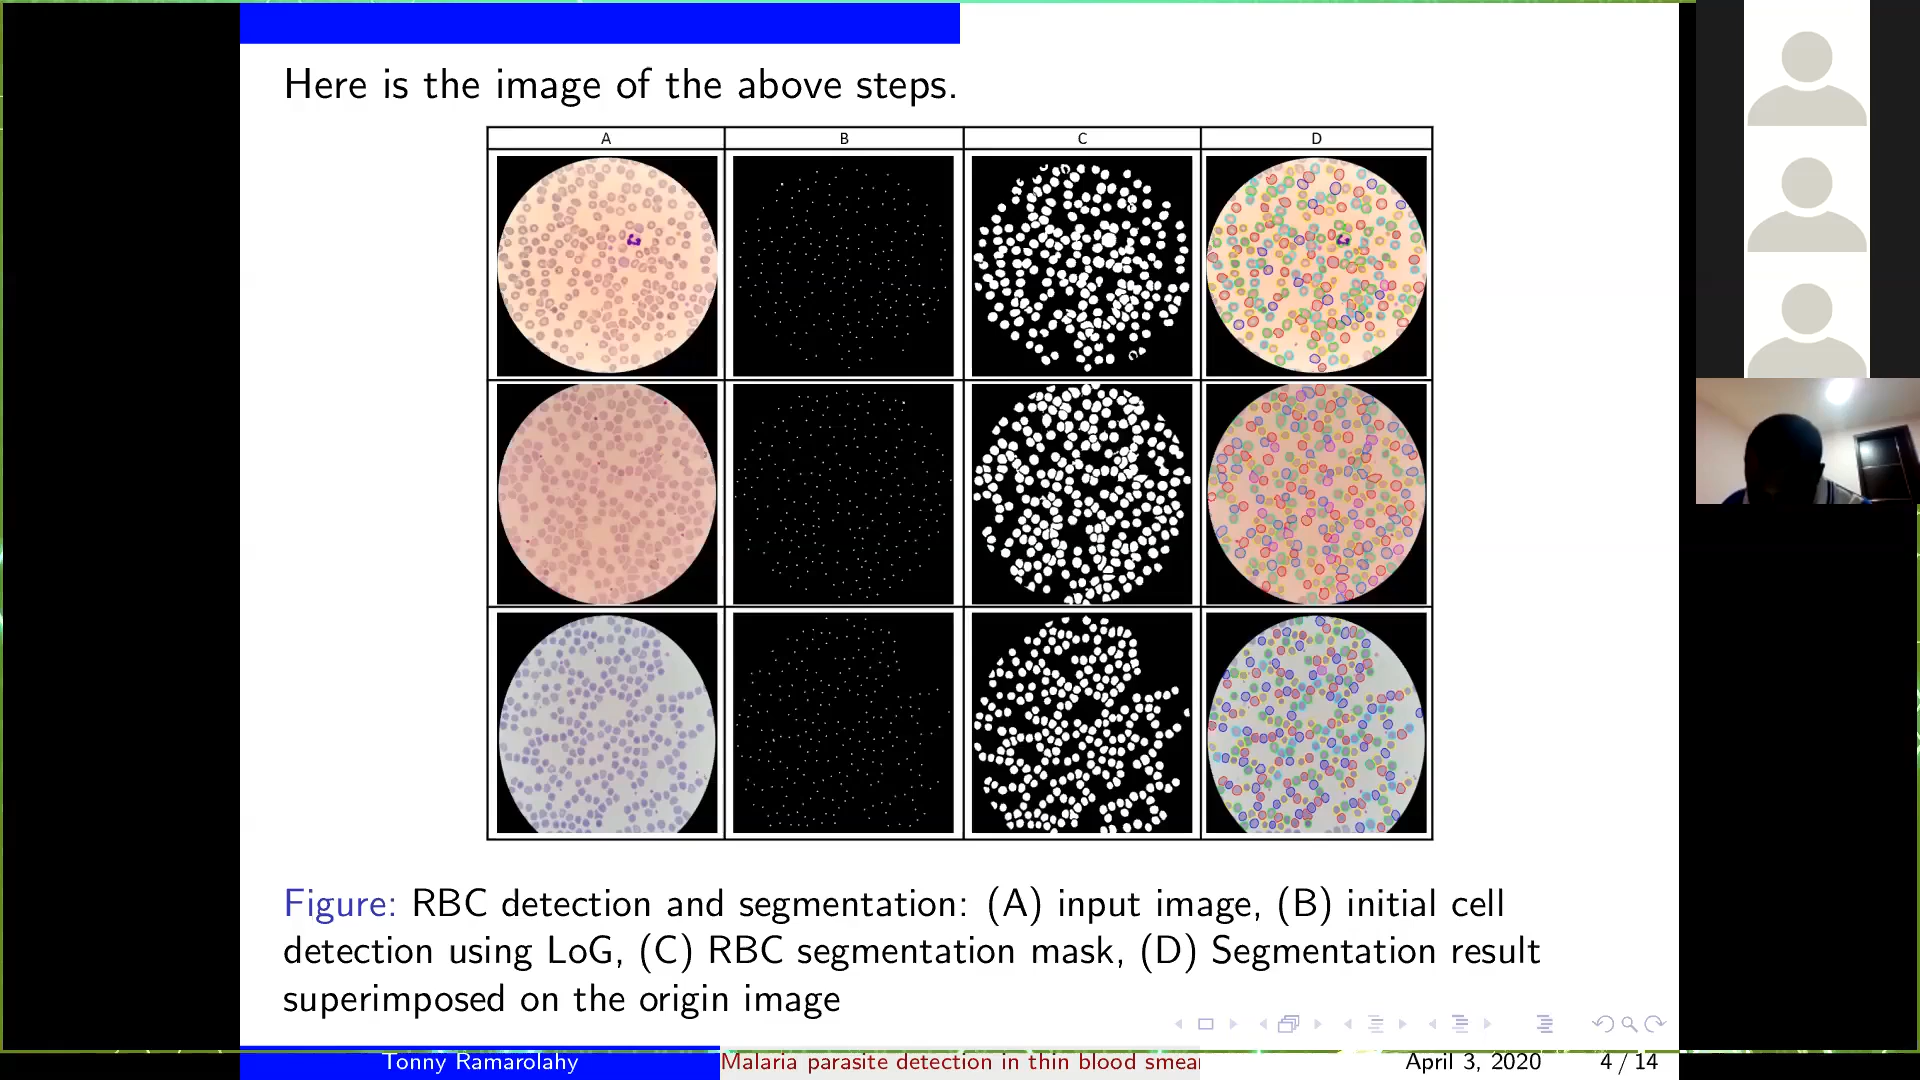 Here is the image of the above steps.
A B C D
Figure: RBC detection and segmentation: (A) input image, (B) initial cell
detection using LoG, (C) RBC segmentation mask, (D) Segmentation result
superimposed on the origin image
Tonny Ramarolahy Malaria parasite detection in thin blood smear April 3, 2020 4 / 14